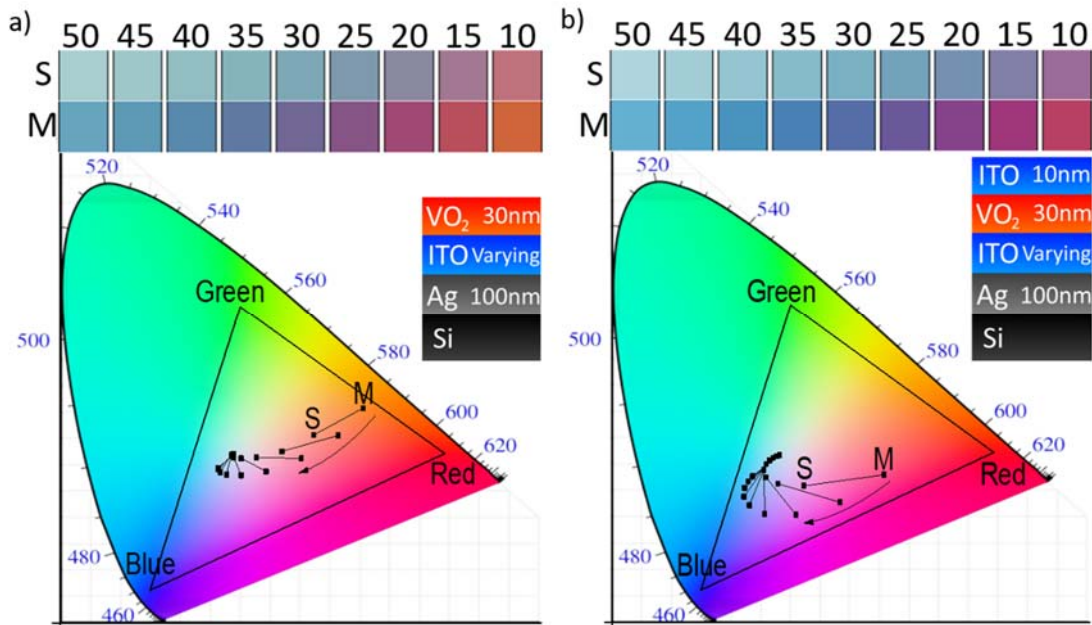 a)
50 45 40 35 30 25 20 15 10
S
M
520
540
560
580
600
620
500
480
460
Green
Blue
Red
S
M
VO₂ 30nm
ITO Varying
Ag 100nm
Si
b)
50 45 40 35 30 25 20 15 10
S
M
520
540
560
580
600
620
500
480
460
Green
Blue
Red
S
M
ITO 10nm
VO₂ 30nm
ITO Varying
Ag 100nm
Si